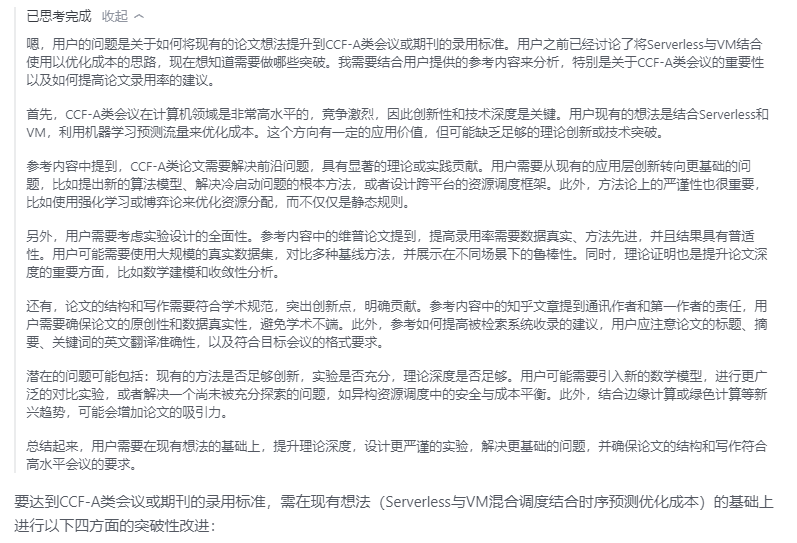 已思考完成 收起
嗯，用户的问题是关于如何将现有的论文想法提升到CCF-A类会议或期刊的录用标准。用户之前已经讨论了将Serverless与VM结合
使用以优化成本的思路，现在想知道需要做哪些突破。我需要结合用户提供的参考内容来分析，特别是关于CCF-A类会议的重要性
以及如何提高论文录用率的建议。
首先，CCF-A类会议在计算机领域是非常高水平的，竞争激烈，因此创新性和技术深度是关键。用户现有的想法是结合Serverless和
VM，利用机器学习预测流量来优化成本。这个方向有一定的应用价值，但可能缺乏足够的理论创新或技术突破。
参考内容中提到，CCF-A类论文需要解决前沿问题，具有显著的理论或实践贡献。用户需要从现有的应用层创新转向更基础的问
题，比如提出新的算法模型、解决冷启动问题的根本方法，或者设计跨平台的资源调度框架。此外，方法论上的严谨性也很重要，
比如使用强化学习或博弈论来优化资源分配，而不仅仅是静态规则。
另外，用户需要考虑实验设计的全面性。参考内容中的维普论文提到，提高录用率需要数据真实、方法先进，并且结果具有普适
性。用户可能需要使用大规模的真实数据集，对比多种基线方法，并展示在不同场景下的鲁棒性。同时，理论证明也是提升论文深
度的重要方面，比如数学建模和收敛性分析。
还有，论文的结构和写作需要符合学术规范，突出创新点，明确贡献。参考内容中的知乎文章提到通讯作者和第一作者的责任，用
户需要确保论文的原创性和数据真实性，避免学术不端。此外，参考如何提高被检索系统收录的建议，用户应注意论文的标题、摘
要、关键词的英文翻译准确性，以及符合目标会议的格式要求。
潜在的问题可能包括：现有的方法是否足够创新，实验是否充分，理论深度是否足够。用户可能需要引入新的数学模型，进行更广
泛的对比实验，或者解决一个尚未被充分探索的问题，如异构资源调度中的安全与成本平衡。此外，结合边缘计算或绿色计算等新
兴趋势，可能会增加论文的吸引力。
总结起来，用户需要在现有想法的基础上，提升理论深度，设计更严谨的实验，解决更基础的问题，并确保论文的结构和写作符合
高水平会议的要求。
要达到CCF-A类会议或期刊的录用标准，需在现有想法（Serverless与VM混合调度结合时序预测优化成本）的基础上
进行以下四方面的突破性改进：